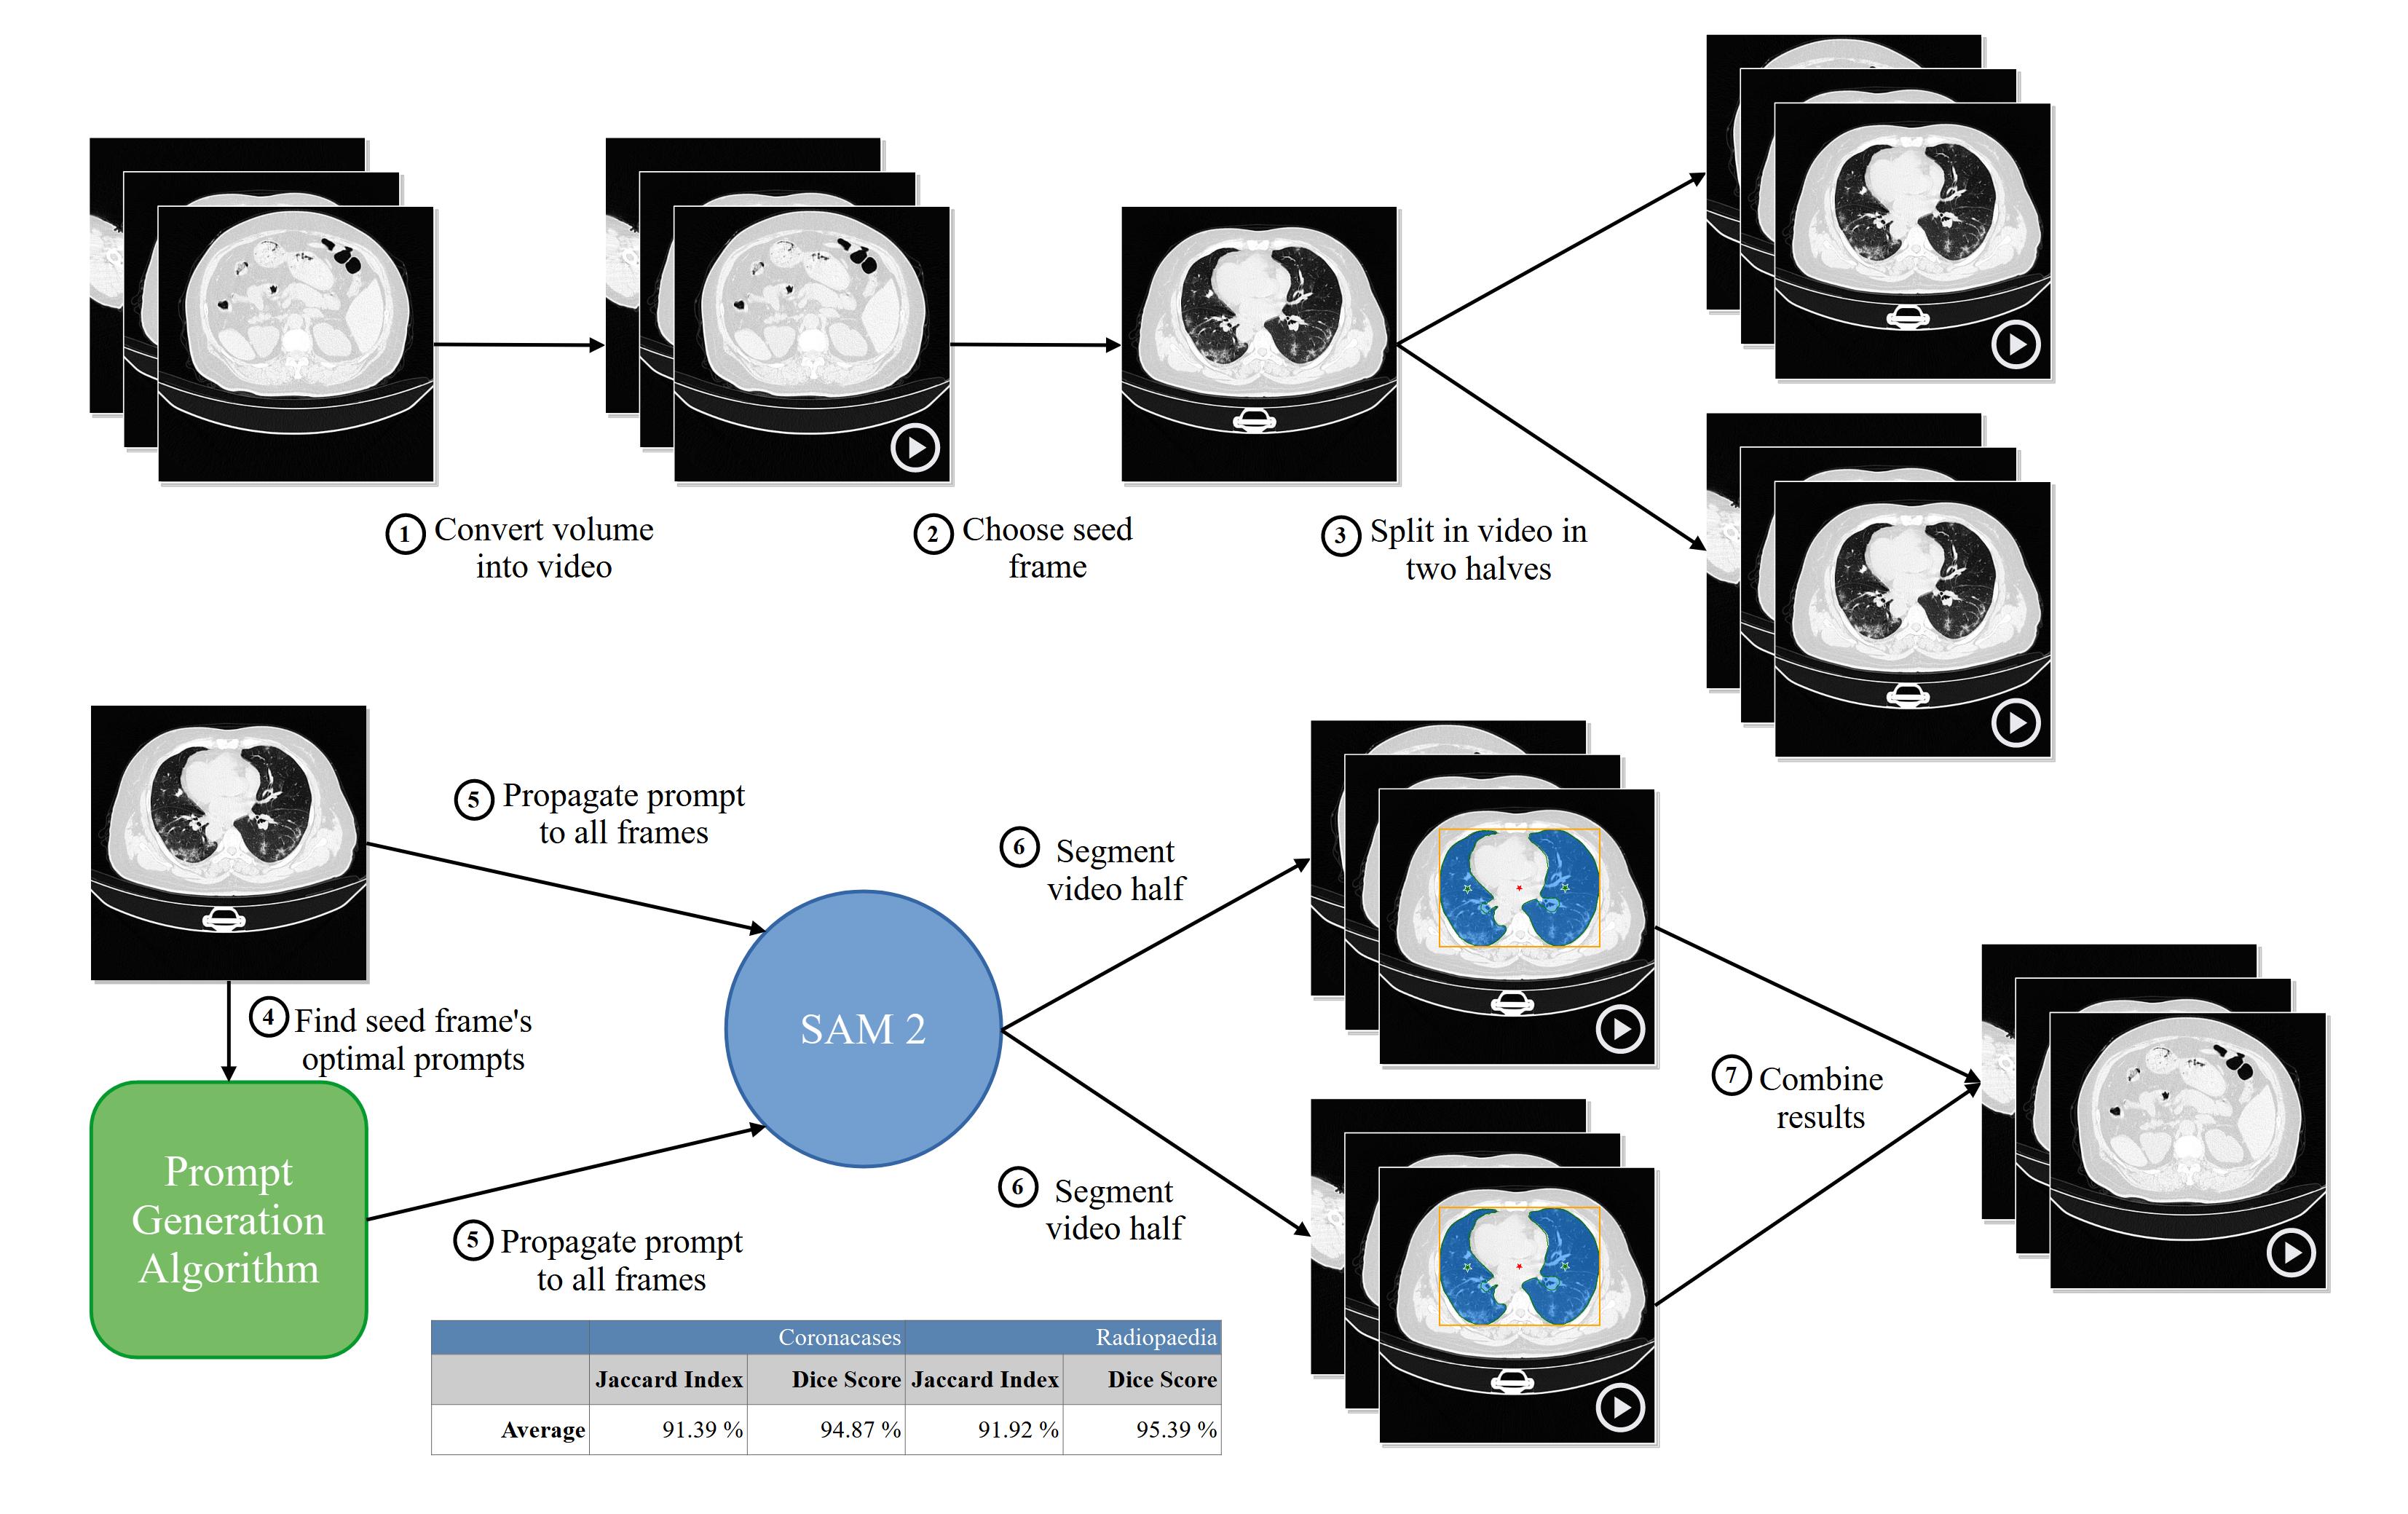 1 Convert volume
into video
2 Choose seed
frame
3 Split in video in
two halves
5 Propagate prompt
to all frames
4 Find seed frame's
optimal prompts
Prompt
Generation
Algorithm
5 Propagate prompt
to all frames
SAM 2
6 Segment
video half
6 Segment
video half
7 Combine
results
Coronacases Radiopaedia
Jaccard Index Dice Score Jaccard Index Dice Score
Average 91.39 % 94.87 % 91.92 % 95.39 %